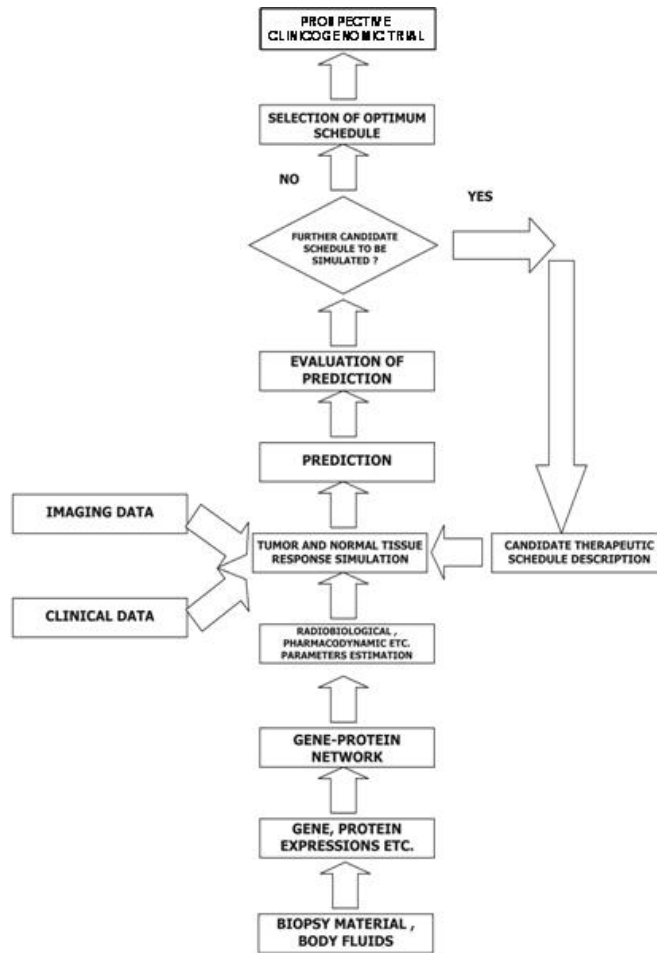 PROSPECTIVE
CLINICOGENOMIC TRIAL
SELECTION OF OPTIMUM
SCHEDULE
NO
YES
FURTHER CANDIDATE
SCHEDULE TO BE
SIMULATED ?
EVALUATION OF
PREDICTION
PREDICTION
IMAGING DATA
TUMOR AND NORMAL TISSUE
RESPONSE SIMULATION
CANDIDATE THERAPEUTIC
SCHEDULE DESCRIPTION
CLINICAL DATA
RADIOBIOLOGICAL ,
PHARMACODYNAMIC ETC.
PARAMETERS ESTIMATION
GENE-PROTEIN
NETWORK
GENE, PROTEIN
EXPRESSIONS ETC.
BIOPSY MATERIAL ,
BODY FLUIDS